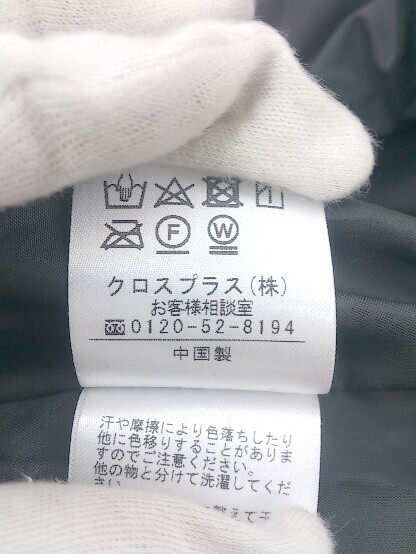 F W
クロスプラス(株)
お客様相談室
0120-52-8194
中国製
汗や摩擦により色落ちしたり
他に色移りすることがありま
すのでご注意ください。
他の物と分けて洗濯してくだ
さい